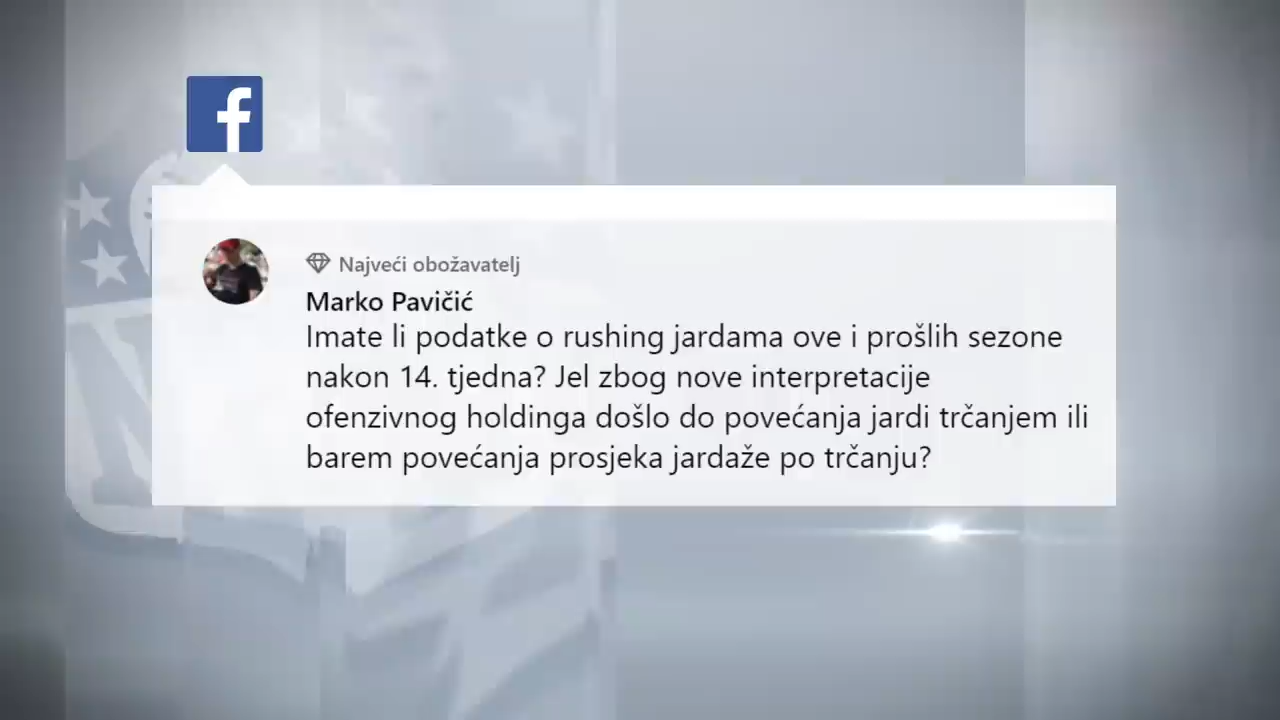 f
Najveći obožavatelj
Marko Pavičić
Imate li podatke o rushing jardama ove i prošlih sezone
nakon 14. tjedna? Jel zbog nove interpretacije
ofenzivnog holdinga došlo do povećanja jardi trčanjem ili
barem povećanja prosjeka jardaže po trčanju?